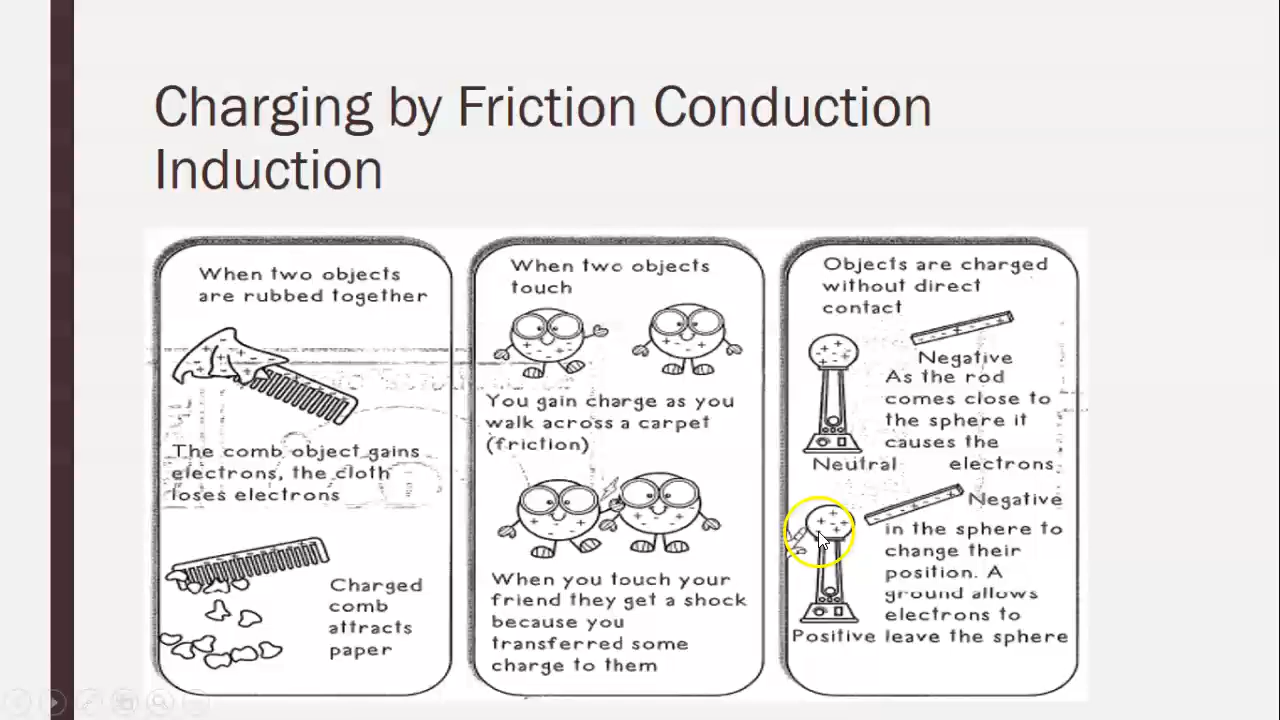 Charging by Friction Conduction
Induction
When two objects
are rubbed together
The comb object gains
electrons, the cloth
loses electrons
Charged
comb
attracts
paper
When two objects
touch
You gain charge as you
walk across a carpet
(friction)
When you touch your
friend they get a shock
because you
transferred some
charge to them
Objects are charged
without direct
contact
Negative
As the rod
comes close to
the sphere it
causes the
Neutral electrons
Negative
in the sphere to
change their
position. A
ground allows
electrons to
Positive leave the sphere